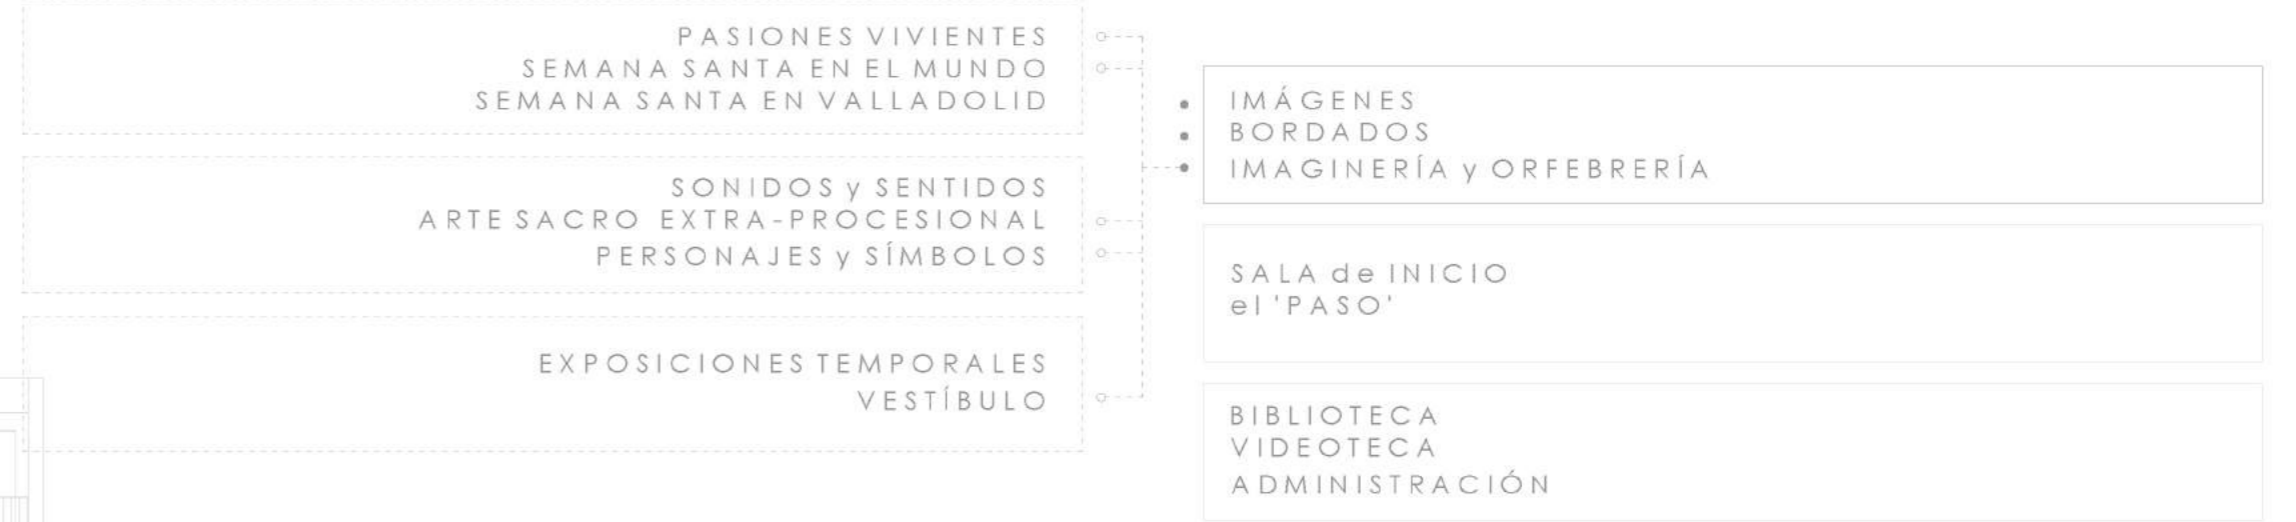 PASIONES VIVIENTES
SEMANA SANTA EN EL MUNDO
SEMANA SANTA EN VALLADOLID
SONIDOS y SENTIDOS
ARTE SACRO EXTRA-PROCESIONAL
PERSONAJES y SÍMBOLOS
EXPOSICIONES TEMPORALES
VESTÍBULO
IMÁGENES
BORDADOS
IMAGINERÍA y ORFEBRERÍA
SALA de INICIO
el 'PASO'
BIBLIOTECA
VIDEOTECA
ADMINISTRACIÓN